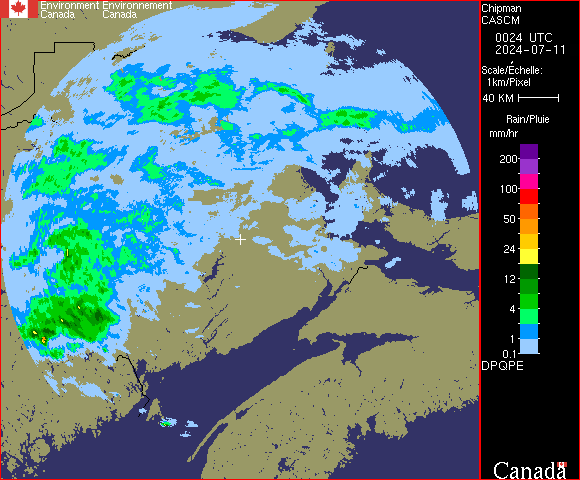 Environment Environnement
Canada Canada
Chipman
CASCM
0024 UTC
2024-07-11
Scale/Échelle:
1km/Pixel
40 KM
Rain/Pluie
mm/hr
200
100
50
24
12
4
1
0.1
DPQPE
Canada